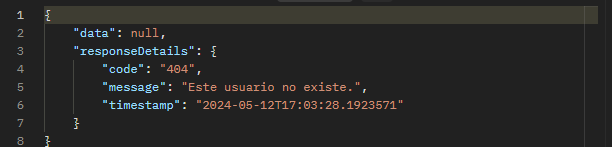 1 {
2     "data": null,
3     "responseDetails": {
4         "code": "404",
5         "message": "Este usuario no existe.",
6         "timestamp": "2024-05-12T17:03:28.1923571"
7     }
8 }